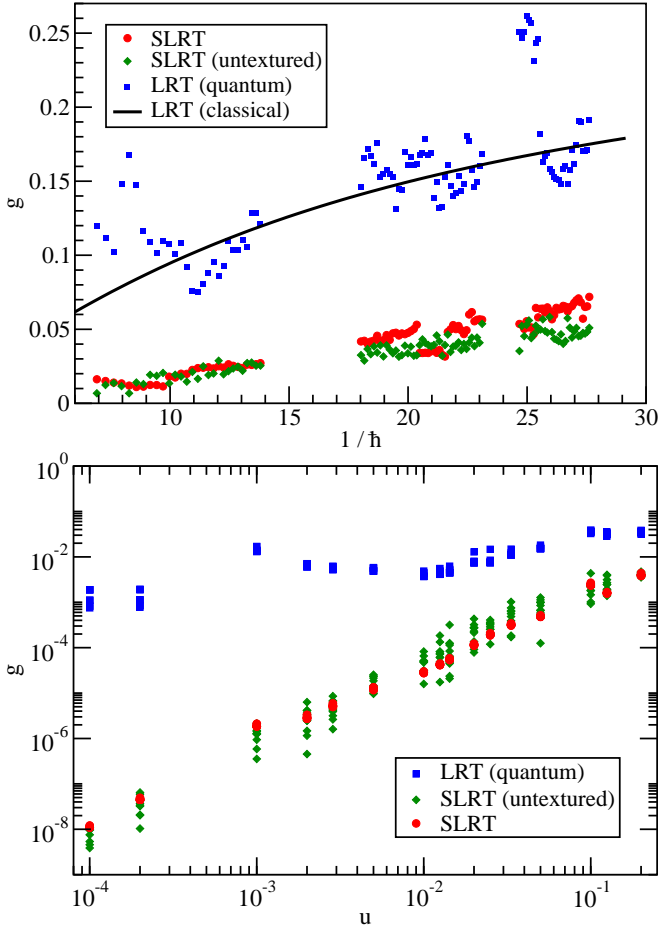 0.25
0.2
0.15
0.1
0.05
0
g
SLRT
SLRT (untextured)
LRT (quantum)
LRT (classical)
10 15 20 25 30
1 / ħ
10^0
10^-2
10^-4
10^-6
10^-8
g
LRT (quantum)
SLRT (untextured)
SLRT
10^-4 10^-3 10^-2 10^-1
u